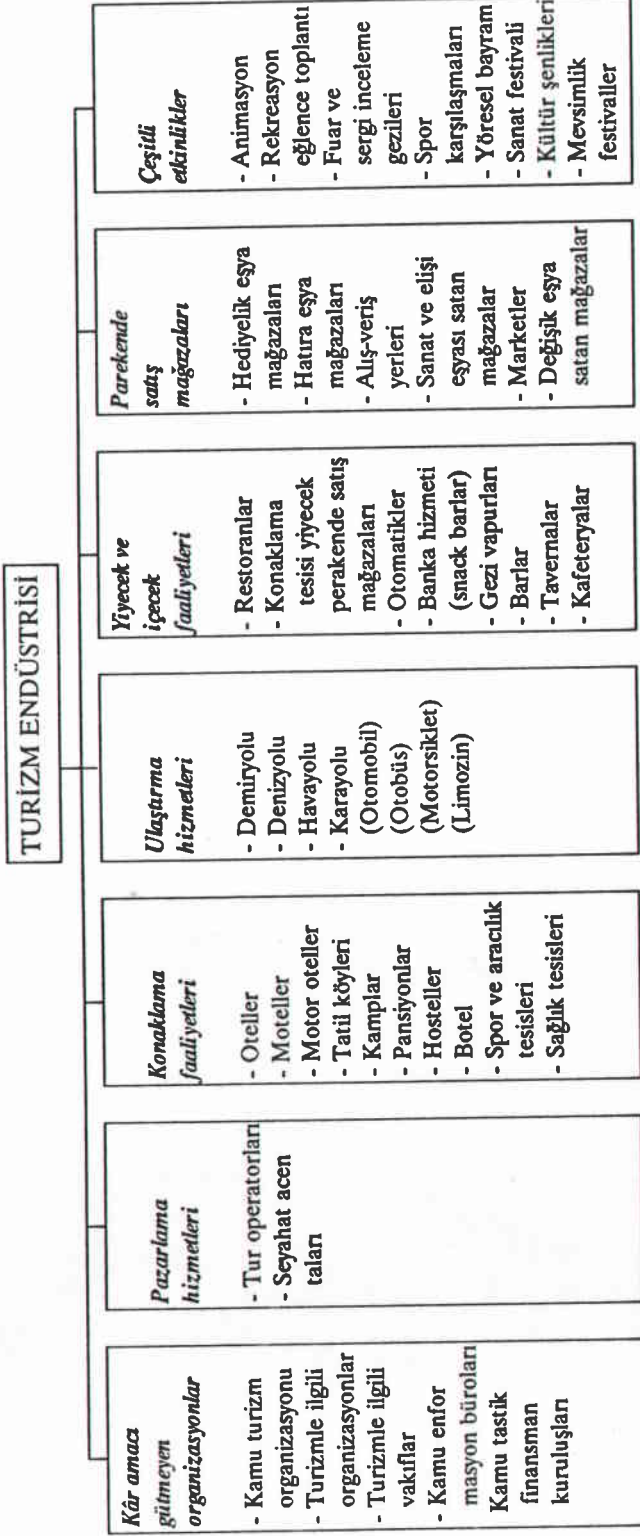 TURİZM ENDÜSTRİSİ
Kâr amacı
gütmeyen
organizasyonlar
- Kamu turizm
organizasyonu
- Turizmle ilgili
organizasyonlar
- Turizmle ilgili
vakıflar
- Kamu enfor
masyon büroları
Kamu tastik
finansman
kuruluşları
Pazarlama
hizmetleri
- Tur operatorları
- Seyahat acen
taları
Konaklama
faaliyetleri
- Oteller
- Moteller
- Motor oteller
- Tatil köyleri
- Kamplar
- Pansiyonlar
- Hosteller
- Botel
- Spor ve aracılık
tesisleri
- Sağlık tesisleri
Ulaştırma
hizmetleri
- Demiryolu
- Denizyolu
- Havayolu
- Karayolu
(Otomobil)
(Otobüs)
(Motorsiklet)
(Limozin)
Yiyecek ve
içecek
faaliyetleri
- Restoranlar
- Konaklama
tesisi yiyecek
perakende satış
mağazaları
- Otomatikler
- Banka hizmeti
(snack barlar)
- Gezi vapurları
- Barlar
- Tavernalar
- Kafeteryalar
Parekende
satış
mağazaları
- Hediyelik eşya
mağazaları
- Hatıra eşya
mağazaları
- Alış-veriş
yerleri
- Sanat ve elişi
eşyası satan
mağazalar
- Marketler
- Değişik eşya
satan mağazalar
Çeşitli
etkinlikler
- Animasyon
- Rekreasyon
eğlence toplantı
- Fuar ve
sergi inceleme
gezileri
- Spor
karşılaşmaları
- Yöresel bayram
- Sanat festivali
- Kültür şenlikleri
- Mevsimlik
festivaller